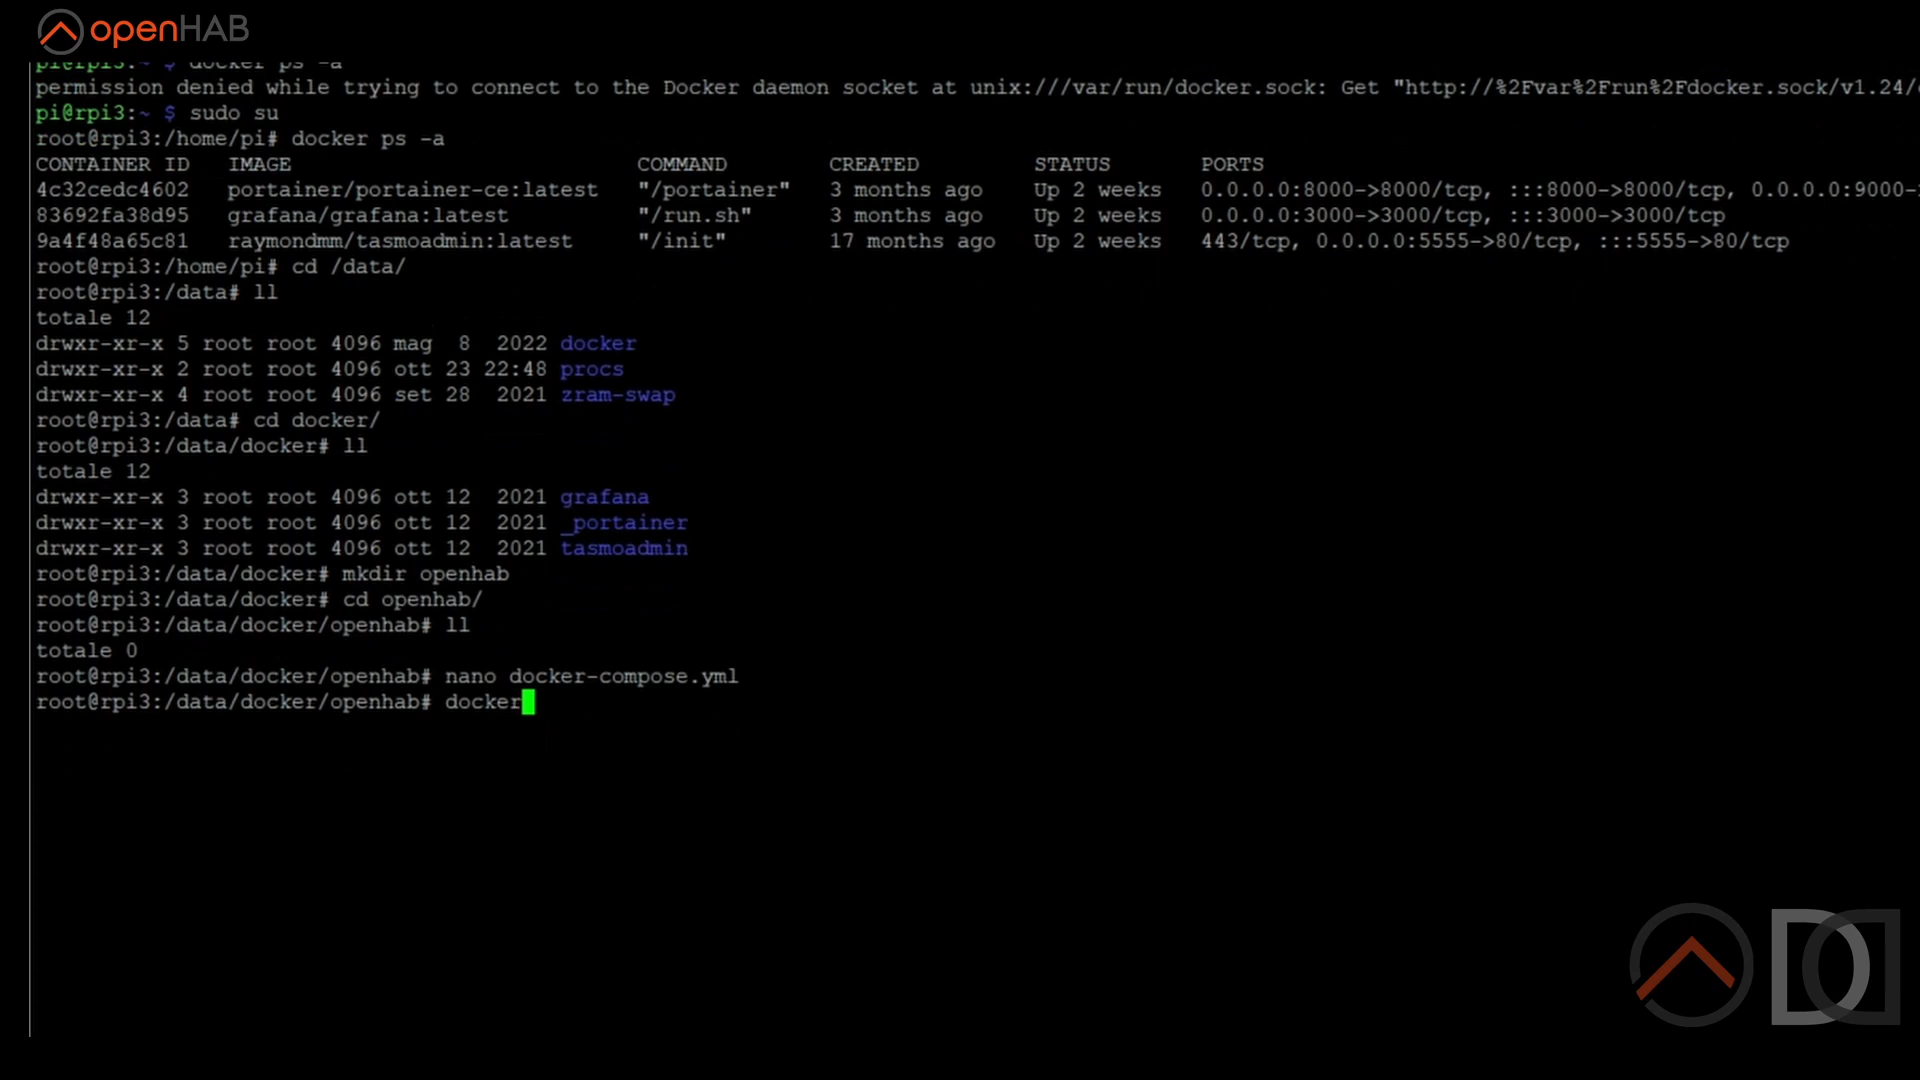 openHAB
pi@rpi3:~ $ docker ps -a
permission denied while trying to connect to the Docker daemon socket at unix:///var/run/docker.sock: Get "http://%2Fvar%2Frun%2Fdocker.sock/v1.24/
pi@rpi3:~ $ sudo su
root@rpi3:/home/pi# docker ps -a
CONTAINER ID   IMAGE                           COMMAND        CREATED         STATUS       PORTS
4c32cedc4602   portainer/portainer-ce:latest   "/portainer"   3 months ago    Up 2 weeks   0.0.0.0:8000->8000/tcp, :::8000->8000/tcp, 0.0.0.0:9000-
83692fa38d95   grafana/grafana:latest          "/run.sh"      3 months ago    Up 2 weeks   0.0.0.0:3000->3000/tcp, :::3000->3000/tcp
9a4f48a65c81   raymondmm/tasmoadmin:latest     "/init"        17 months ago   Up 2 weeks   443/tcp, 0.0.0.0:5555->80/tcp, :::5555->80/tcp
root@rpi3:/home/pi# cd /data/
root@rpi3:/data# ll
totale 12
drwxr-xr-x 5 root root 4096 mag  8  2022 docker
drwxr-xr-x 2 root root 4096 ott 23 22:48 procs
drwxr-xr-x 4 root root 4096 set 28  2021 zram-swap
root@rpi3:/data# cd docker/
root@rpi3:/data/docker# ll
totale 12
drwxr-xr-x 3 root root 4096 ott 12  2021 grafana
drwxr-xr-x 3 root root 4096 ott 12  2021 _portainer
drwxr-xr-x 3 root root 4096 ott 12  2021 tasmoadmin
root@rpi3:/data/docker# mkdir openhab
root@rpi3:/data/docker# cd openhab/
root@rpi3:/data/docker/openhab# ll
totale 0
root@rpi3:/data/docker/openhab# nano docker-compose.yml
root@rpi3:/data/docker/openhab# docker